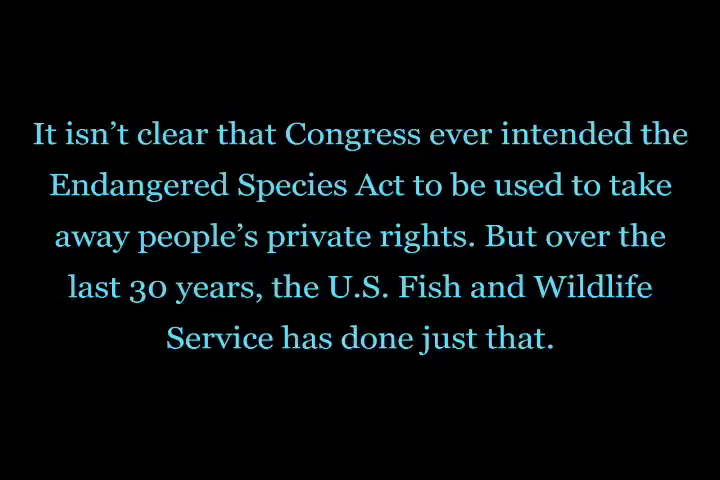 It isn’t clear that Congress ever intended the
Endangered Species Act to be used to take
away people’s private rights. But over the
last 30 years, the U.S. Fish and Wildlife
Service has done just that.